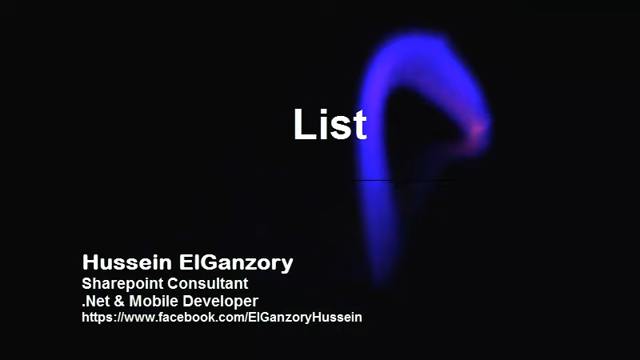 List
Hussein ElGanzory
Sharepoint Consultant
.Net & Mobile Developer
https://www.facebook.com/ElGanzoryHussein